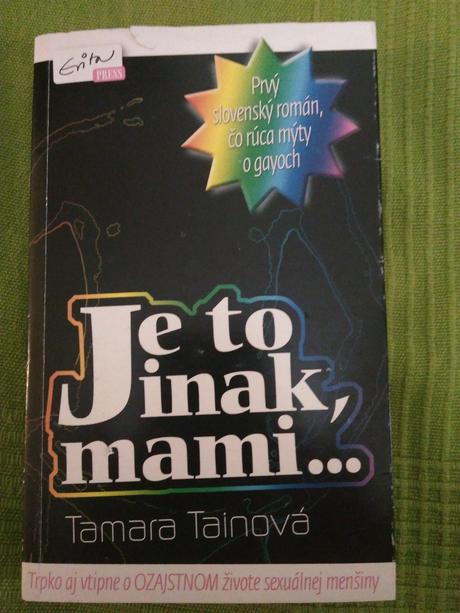 Evita
PRESS
Prvý
slovenský román,
čo rúca mýty
o gayoch
Je to
inak,
mami...
Tamara Tainová
Trpko aj vtipne o OZAJSTNOM živote sexuálnej menšiny